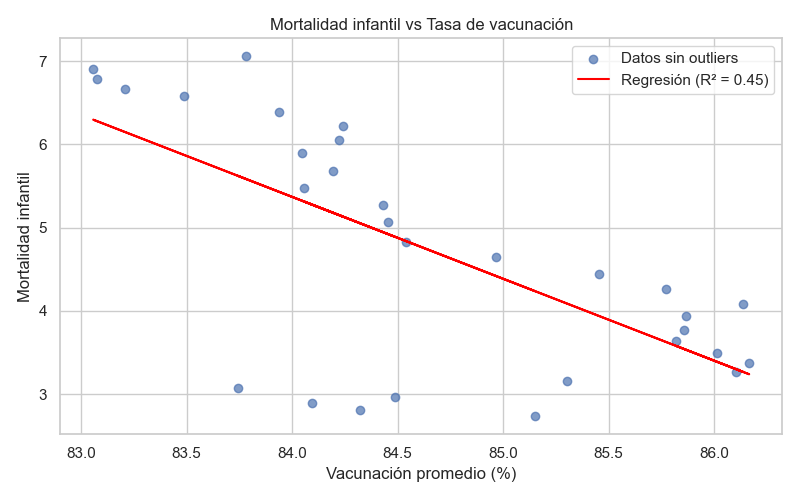 Mortalidad infantil vs Tasa de vacunación
Datos sin outliers
Regresión (R² = 0.45)
Mortalidad infantil
7
6
5
4
3
83.0 83.5 84.0 84.5 85.0 85.5 86.0
Vacunación promedio (%)